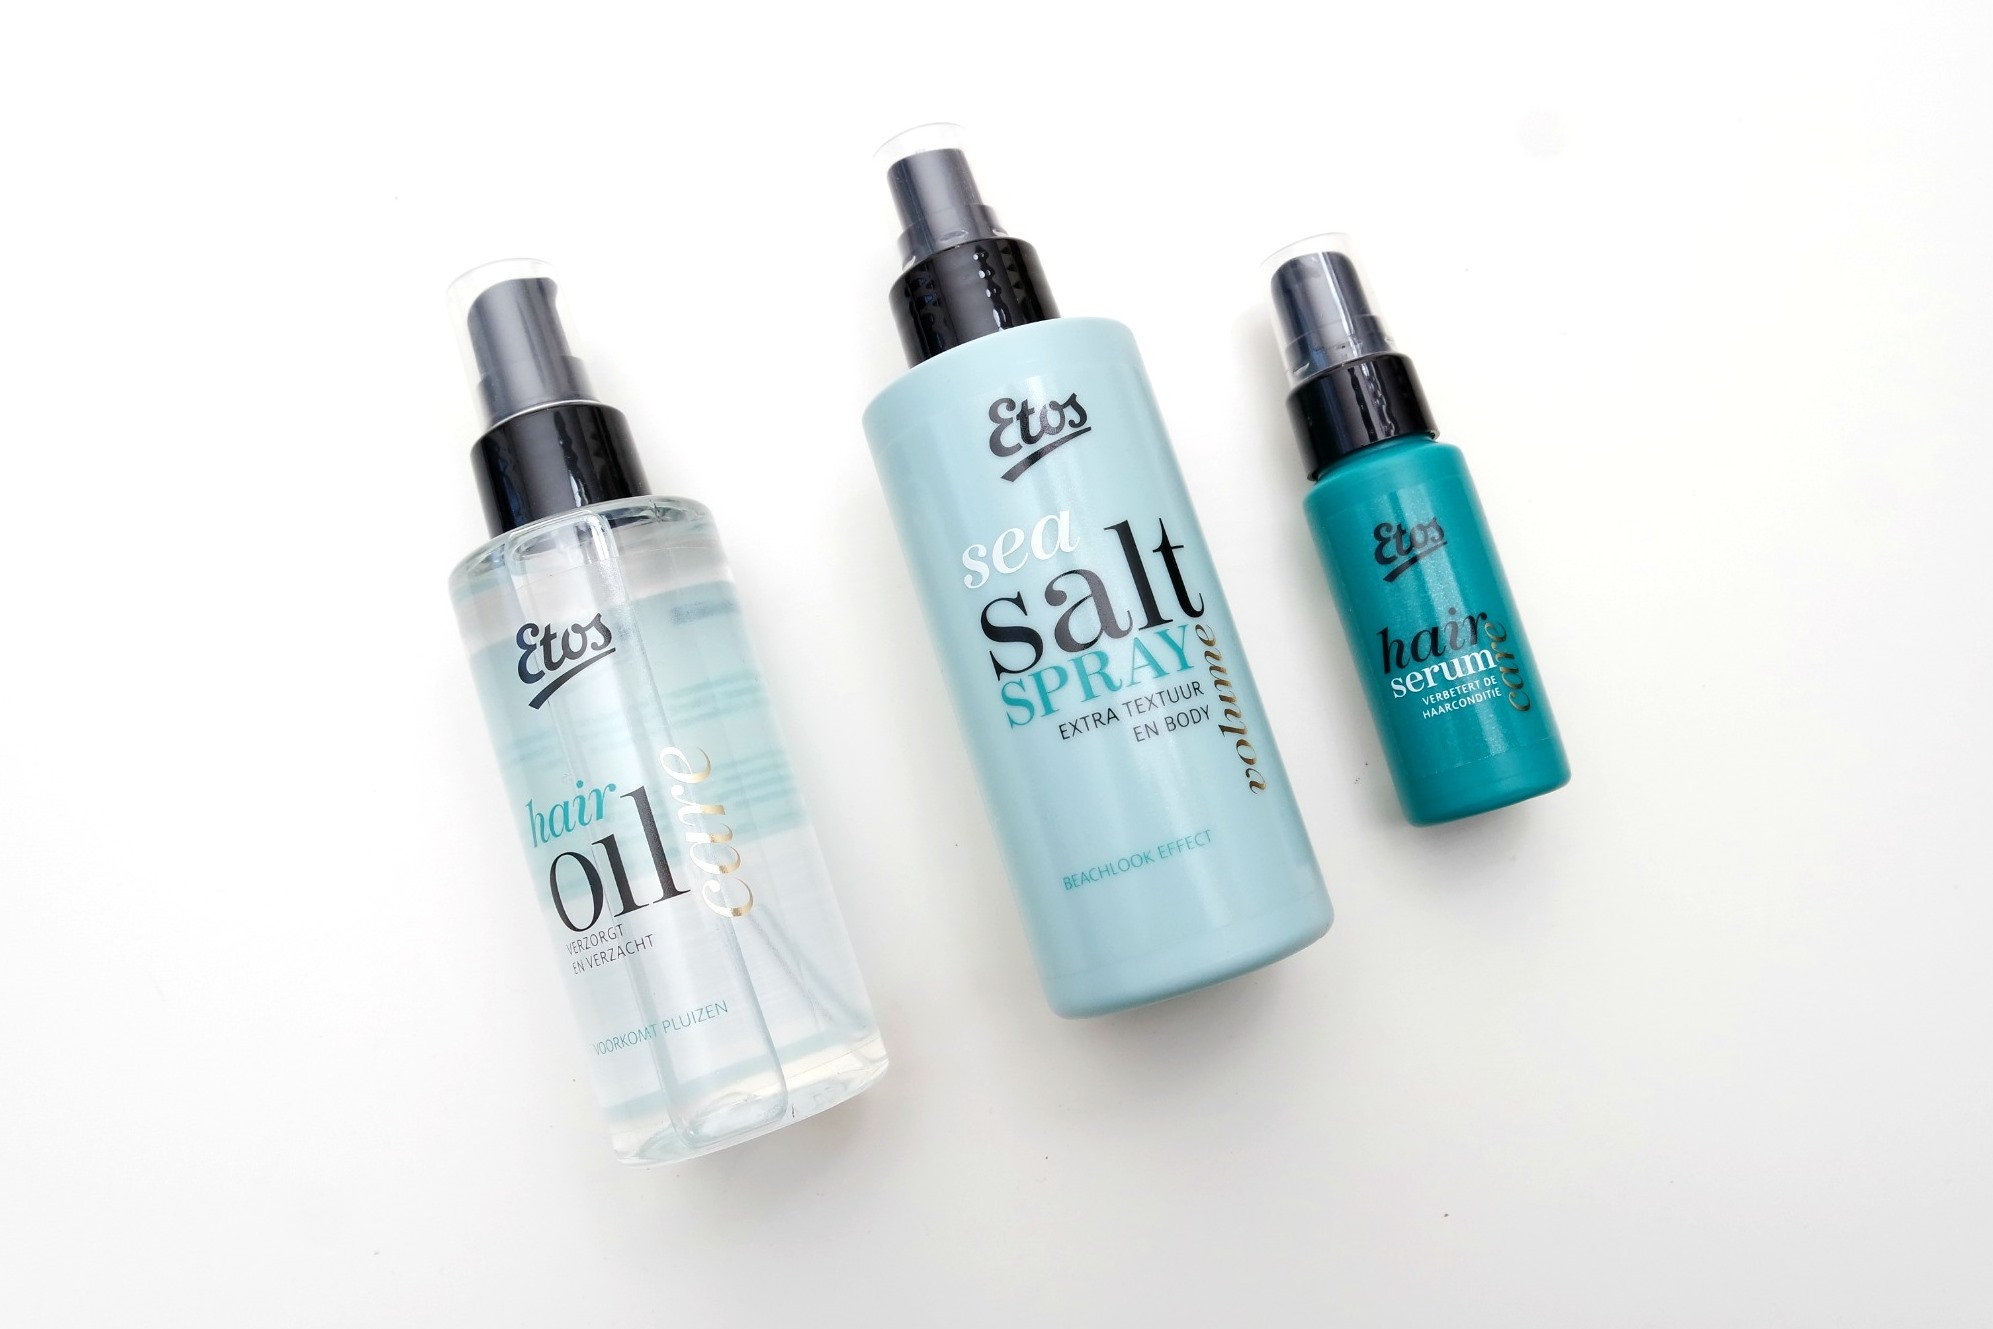 Etos
hair
oil
care
VERZORGT
EN VERZACHT
VOORKOMT PLUIZEN
Etos
sea
salt
SPRAY
volume
EXTRA TEXTUUR
EN BODY
BEACHLOOK EFFECT
Etos
hair
serum
care
VERBETERT DE
HAARCONDITIE